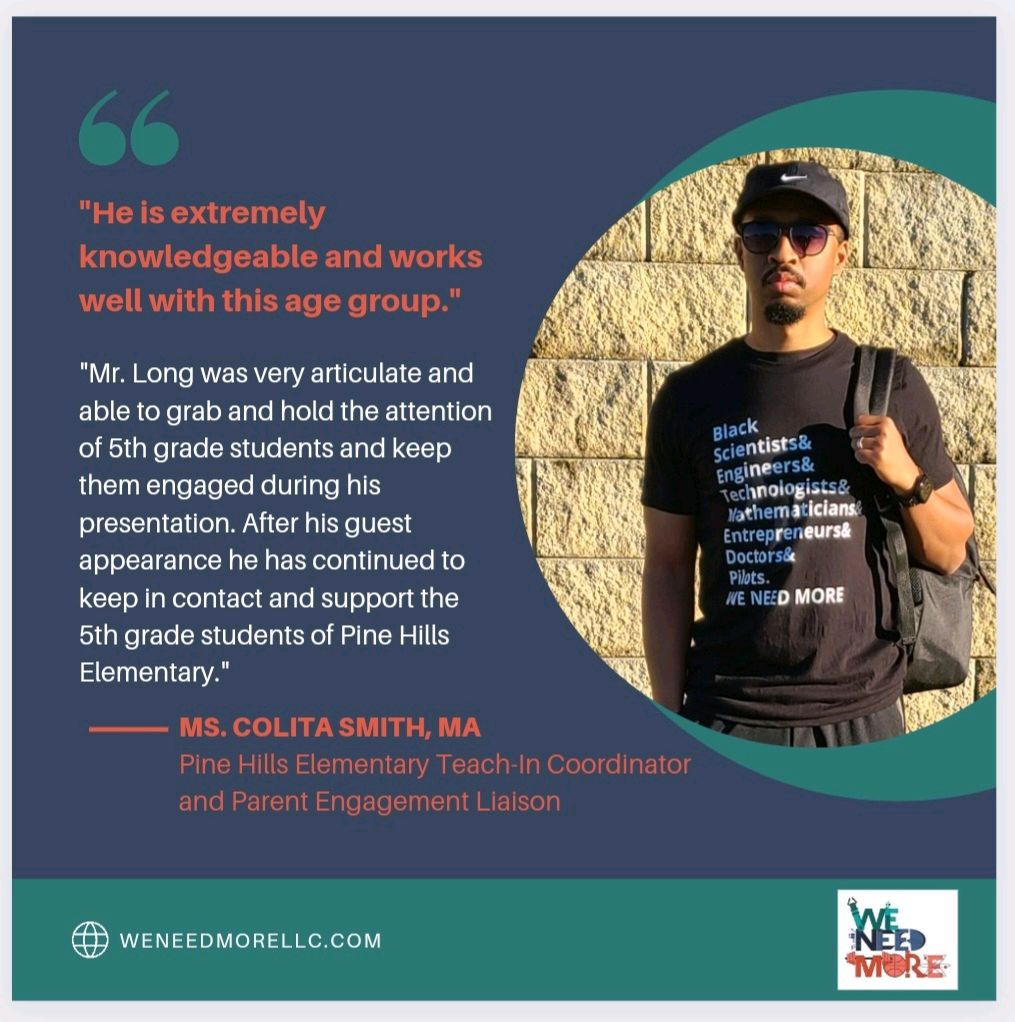 "He is extremely
knowledgeable and works
well with this age group."
"Mr. Long was very articulate and
able to grab and hold the attention
of 5th grade students and keep
them engaged during his
presentation. After his guest
appearance he has continued to
keep in contact and support the
5th grade students of Pine Hills
Elementary."
MS. COLITA SMITH, MA
Pine Hills Elementary Teach-In Coordinator
and Parent Engagement Liaison
Black
Scientists&
Engineers&
Technologists&
Mathematicians&
Entrepreneurs&
Doctors&
Pilots.
WE NEED MORE
WENEEDMORELLC.COM
WE
NEED
MORE